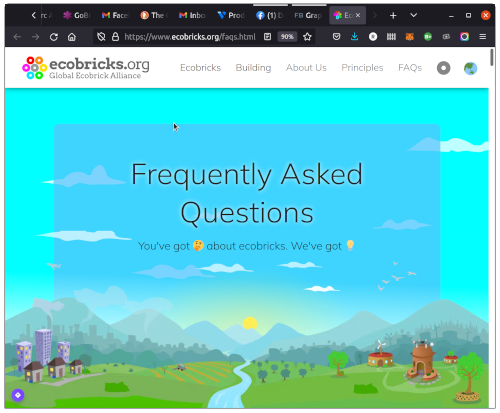 rc A
GoB
Face
The
Inbo
Prod
(1) D
FB Grap
Ec
https://www.ecobricks.org/faqs.html
90%
ecobricks.org
Global Ecobrick Alliance
Ecobricks
Building
About Us
Principles
FAQs
Frequently Asked
Questions
You've got 🤔 about ecobricks. We've got 💡